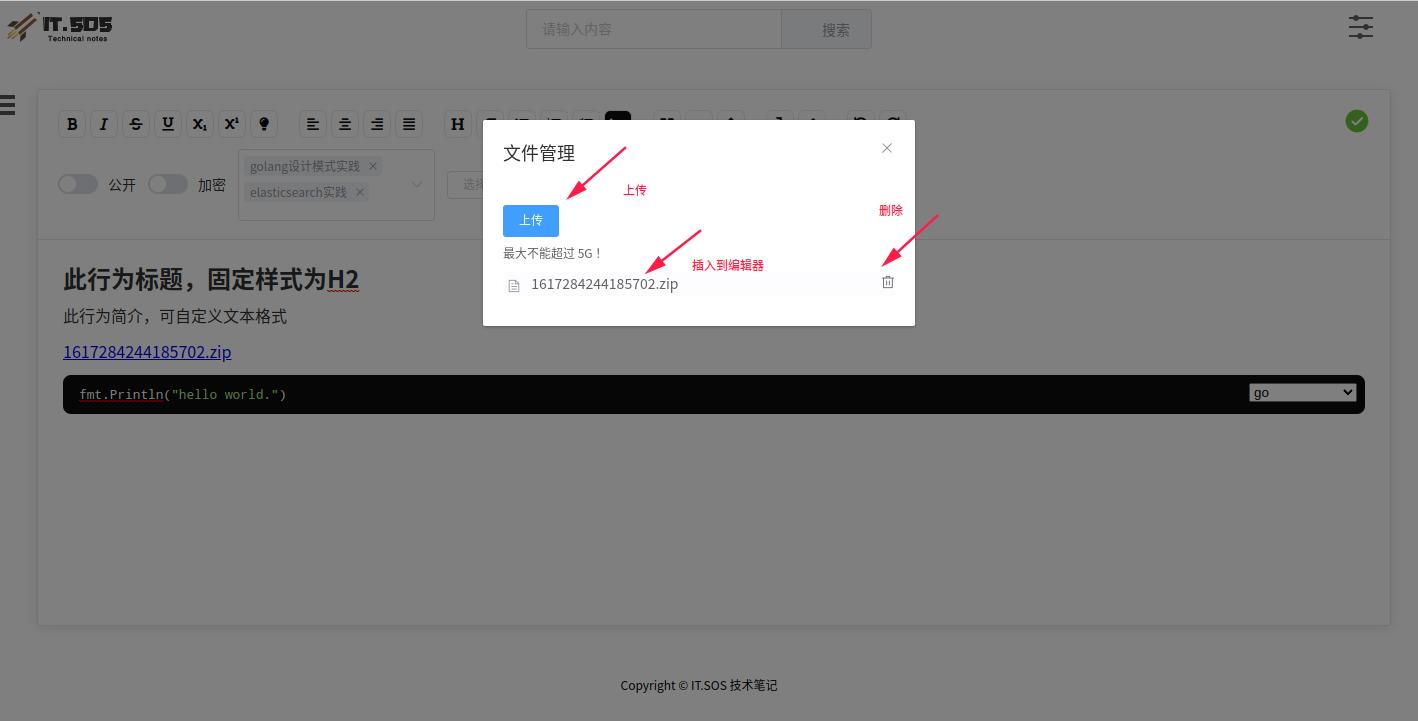 IT.SOS
Technical notes
请输入内容
搜索
B I S U X₁ X¹
H
公开
加密
golang设计模式实践
elasticsearch实践
选择
文件管理
上传
上传
删除
最大不能超过 5G！
插入到编辑器
1617284244185702.zip
此行为标题，固定样式为H2
此行为简介，可自定义文本格式
1617284244185702.zip
fmt.Println("hello world.")
go
Copyright © IT.SOS 技术笔记